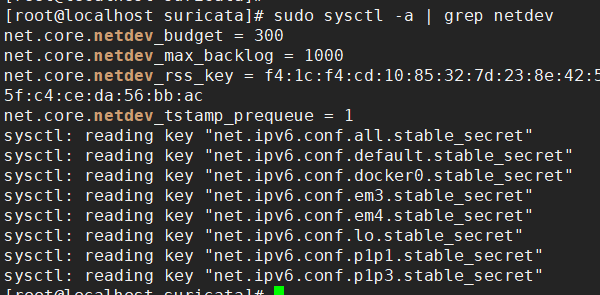 [root@localhost suricata]#
[root@localhost suricata]# sudo sysctl -a | grep netdev
net.core.netdev_budget = 300
net.core.netdev_max_backlog = 1000
net.core.netdev_rss_key = f4:1c:f4:cd:10:85:32:7d:23:8e:42:5
5f:c4:ce:da:56:bb:ac
net.core.netdev_tstamp_prequeue = 1
sysctl: reading key "net.ipv6.conf.all.stable_secret"
sysctl: reading key "net.ipv6.conf.default.stable_secret"
sysctl: reading key "net.ipv6.conf.docker0.stable_secret"
sysctl: reading key "net.ipv6.conf.em3.stable_secret"
sysctl: reading key "net.ipv6.conf.em4.stable_secret"
sysctl: reading key "net.ipv6.conf.lo.stable_secret"
sysctl: reading key "net.ipv6.conf.p1p1.stable_secret"
sysctl: reading key "net.ipv6.conf.p1p3.stable_secret"
[root@localhost suricata]#